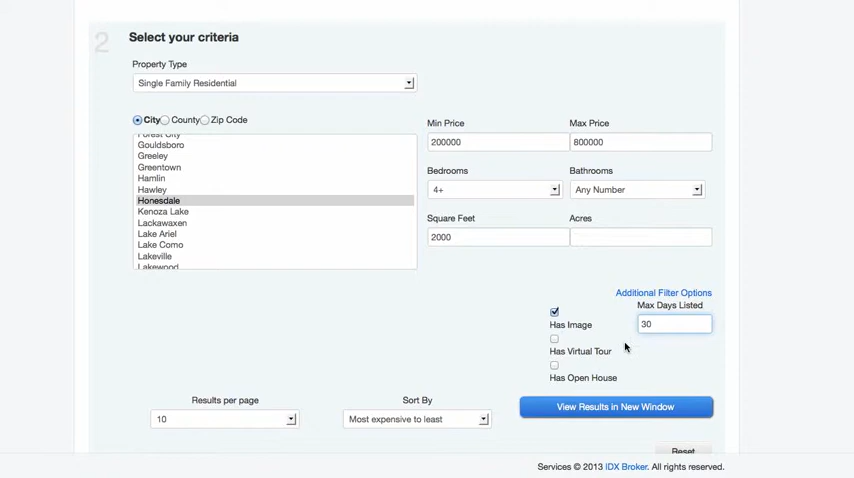 2 Select your criteria
Property Type
Single Family Residential
City County Zip Code
Forest City
Gouldsboro
Greeley
Greentown
Hamlin
Hawley
Honesdale
Kenoza Lake
Lackawaxen
Lake Ariel
Lake Como
Lakeville
Lakewood
Min Price Max Price
200000 800000
Bedrooms Bathrooms
4+ Any Number
Square Feet Acres
2000
Additional Filter Options
Max Days Listed
30
Has Image
Has Virtual Tour
Has Open House
Results per page Sort By
10 Most expensive to least
View Results in New Window
Reset
Services © 2013 IDX Broker. All rights reserved.